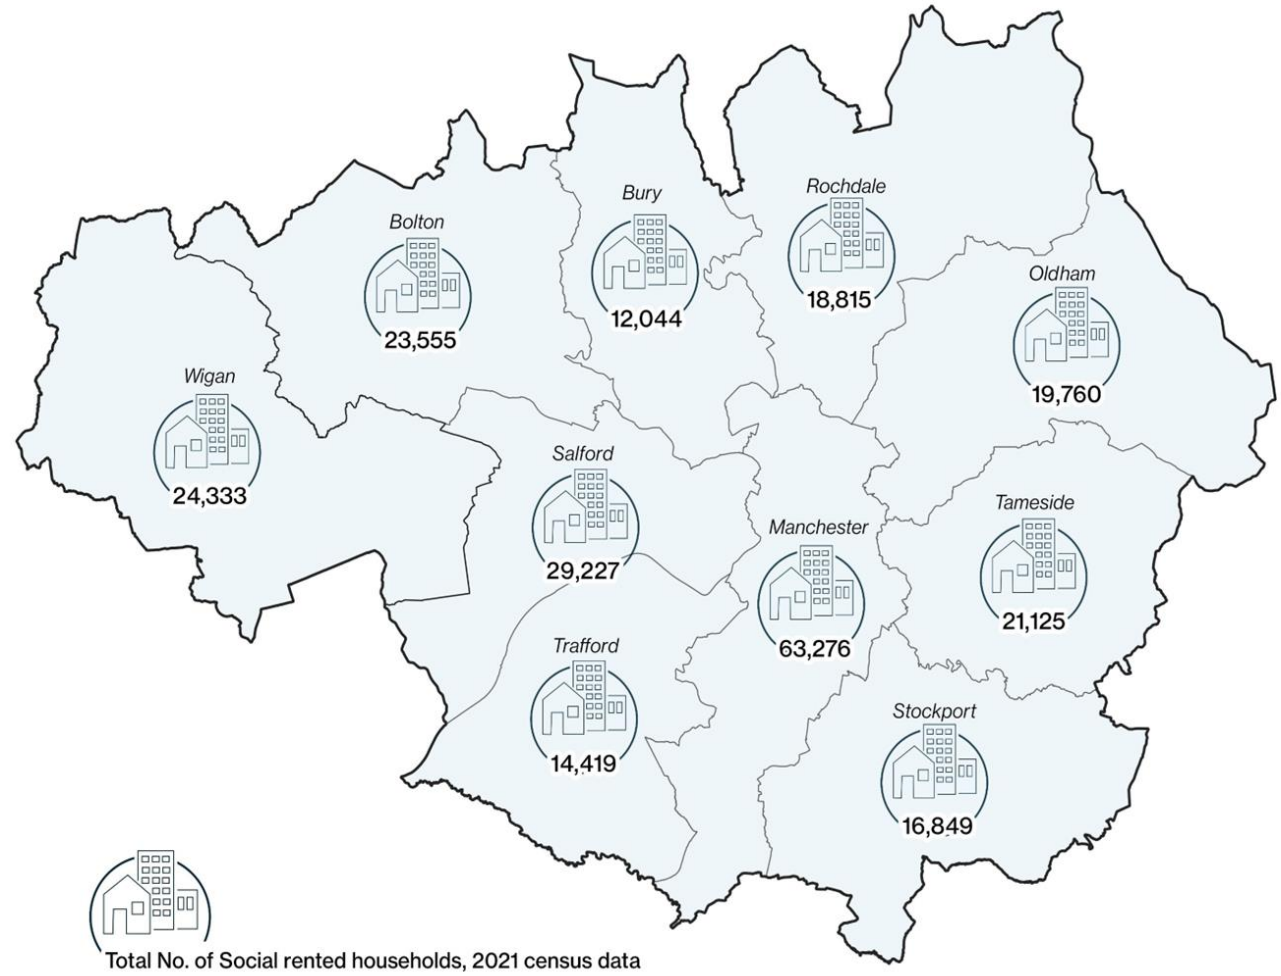 Bury
12,044
Rochdale
18,815
Bolton
23,555
Oldham
19,760
Wigan
24,333
Salford
29,227
Manchester
63,276
Tameside
21,125
Trafford
14,419
Stockport
16,849
Total No. of Social rented households, 2021 census data